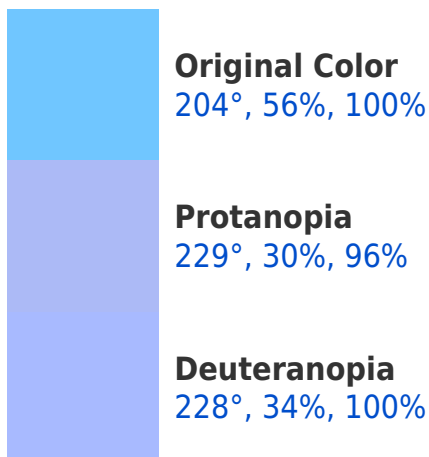 Original Color
204°, 56%, 100%
Protanopia
229°, 30%, 96%
Deuteranopia
228°, 34%, 100%